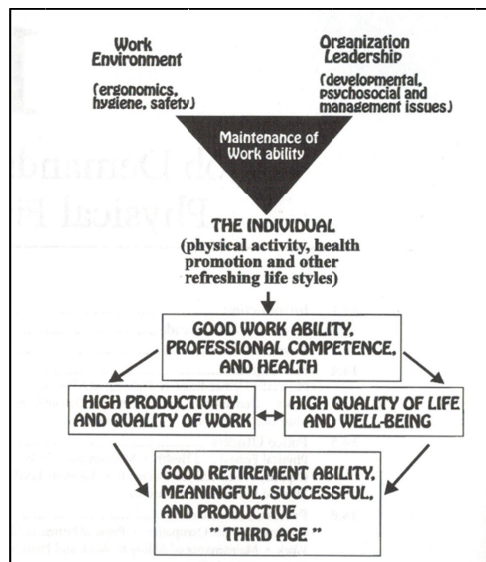 Work
Environment
(ergonomics,
hygiene, safety)
Organization
Leadership
(developmental,
psychosocial and
management issues)
Maintenance of
Work ability
THE INDIVIDUAL
(physical activity, health
promotion and other
refreshing life styles)
GOOD WORK ABILITY,
PROFESSIONAL COMPETENCE,
AND HEALTH
HIGH PRODUCTIVITY
AND QUALITY OF WORK
HIGH QUALITY OF LIFE
AND WELL-BEING
GOOD RETIREMENT ABILITY,
MEANINGFUL, SUCCESSFUL,
AND PRODUCTIVE
" THIRD AGE "